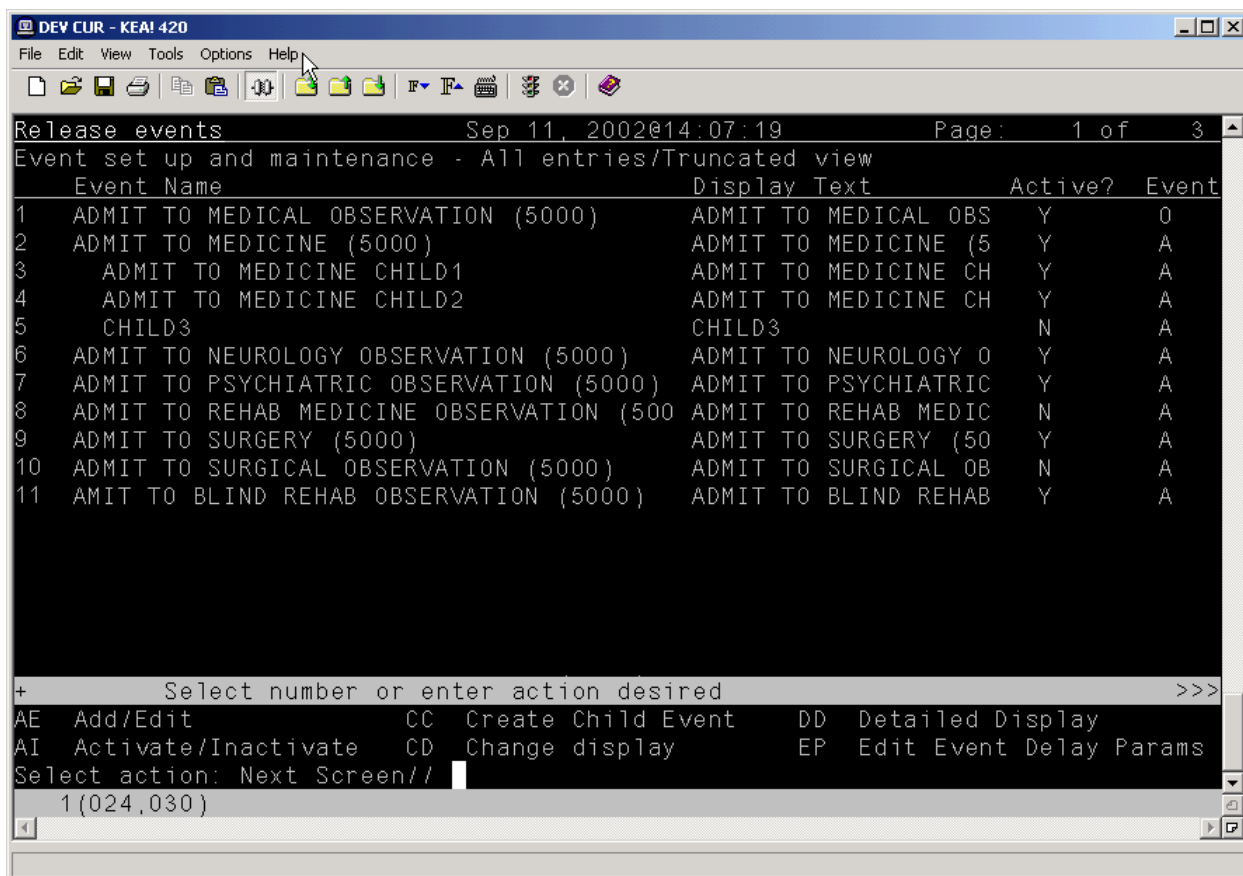 DEV CUR - KEA! 420
File Edit View Tools Options Help
Release events Sep 11, 2002@14:07:19 Page: 1 of 3
Event set up and maintenance - All entries/Truncated view
Event Name Display Text Active? Event
1 ADMIT TO MEDICAL OBSERVATION (5000) ADMIT TO MEDICAL OBS Y O
2 ADMIT TO MEDICINE (5000) ADMIT TO MEDICINE (5 Y A
3 ADMIT TO MEDICINE CHILD1 ADMIT TO MEDICINE CH Y A
4 ADMIT TO MEDICINE CHILD2 ADMIT TO MEDICINE CH Y A
5 CHILD3 CHILD3 N A
6 ADMIT TO NEUROLOGY OBSERVATION (5000) ADMIT TO NEUROLOGY O Y A
7 ADMIT TO PSYCHIATRIC OBSERVATION (5000) ADMIT TO PSYCHIATRIC Y A
8 ADMIT TO REHAB MEDICINE OBSERVATION (500 ADMIT TO REHAB MEDIC N A
9 ADMIT TO SURGERY (5000) ADMIT TO SURGERY (50 Y A
10 ADMIT TO SURGICAL OBSERVATION (5000) ADMIT TO SURGICAL OB N A
11 AMIT TO BLIND REHAB OBSERVATION (5000) ADMIT TO BLIND REHAB Y A
+ Select number or enter action desired >>>
AE Add/Edit CC Create Child Event DD Detailed Display
AI Activate/Inactivate CD Change display EP Edit Event Delay Params
Select action: Next Screen//
1(024,030)